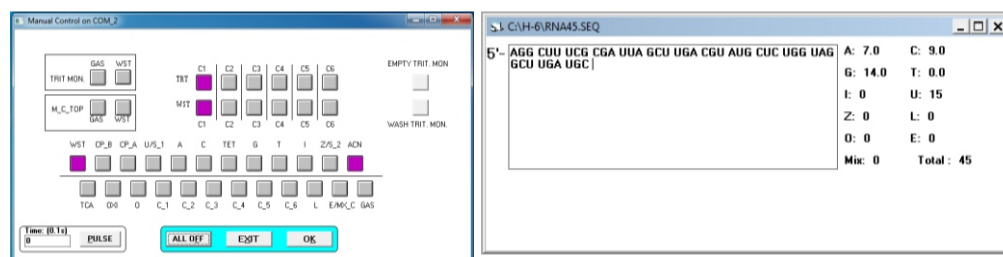 Manual Control on COM_2
GAS WST
TRIT MON.
M_C_TOP
GAS WST
C1 C2 C3 C4 C5 C6
TRT
WST
C1 C2 C3 C4 C5 C6
EMPTY TRIT. MON
WASH TRIT. MON.
WST CP_B CP_A U/S_1 A C TET G T I Z/S_2 ACN
TCA OXI O C_1 C_2 C_3 C_4 C_5 C_6 L E/MX_C GAS
Time: (0.1s)
0
PULSE
ALL OFF EXIT OK
C:\H-6\RNA45.SEQ
5'- AGG CUU UCG CGA UUA GCU UGA CGU AUG CUC UGG UAG
GCU UGA UGC
A: 7.0 C: 9.0
G: 14.0 T: 0.0
I: 0 U: 15
Z: 0 L: 0
O: 0 E: 0
Mix: 0 Total: 45